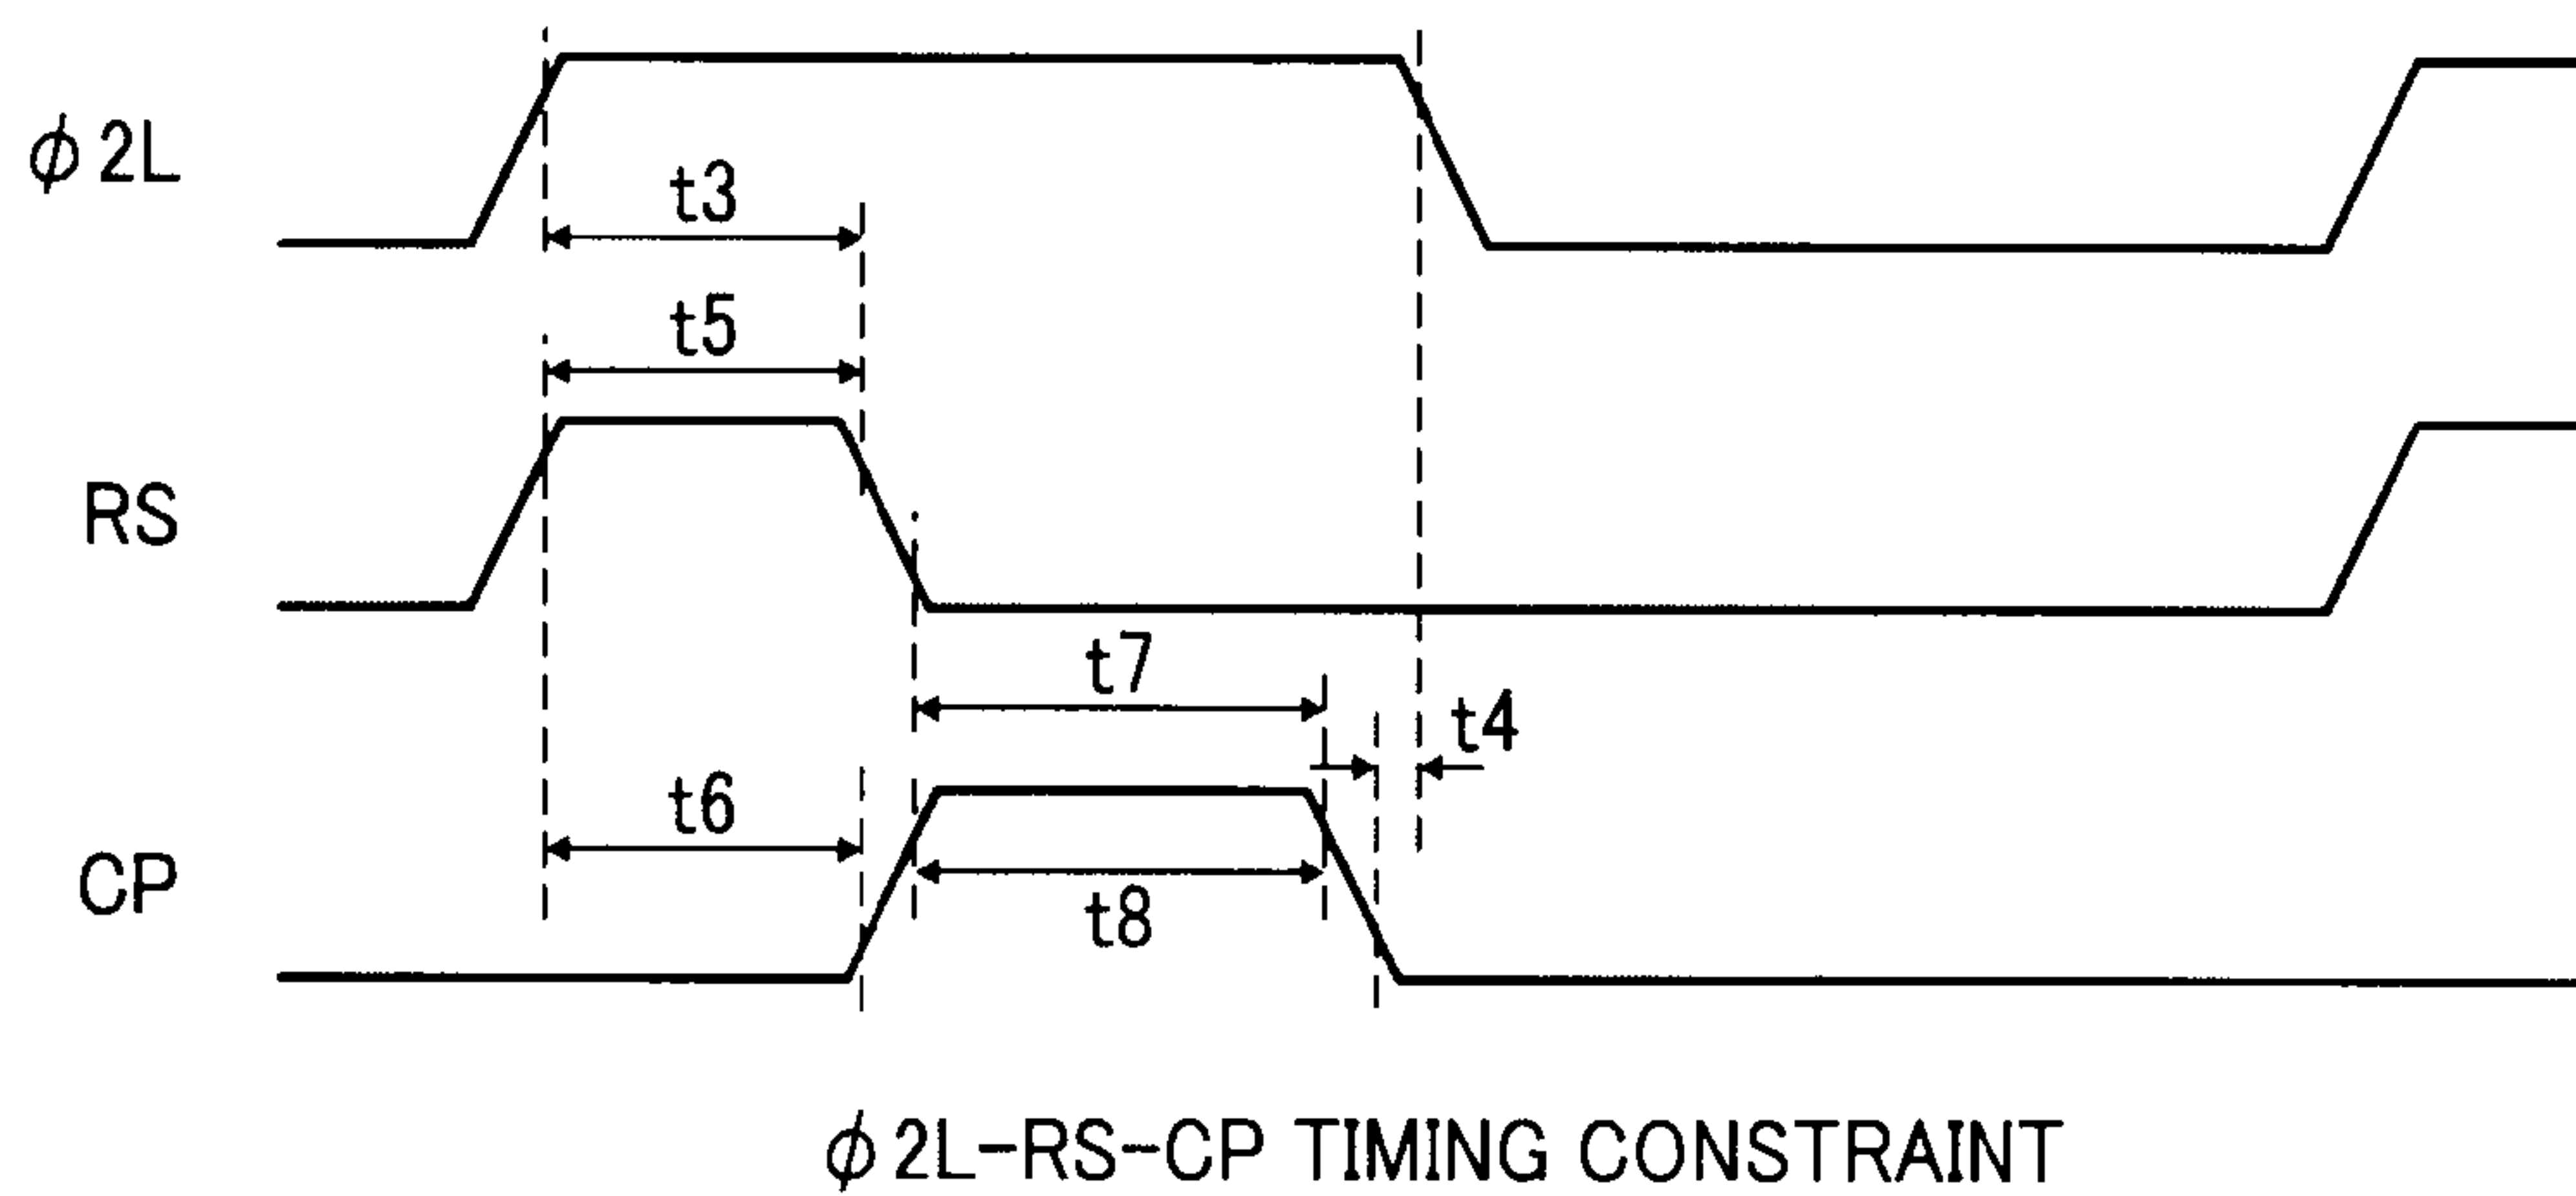 ϕ2L
t3
t5
RS
t7
t4
t6
CP
t8
ϕ2L-RS-CP TIMING CONSTRAINT